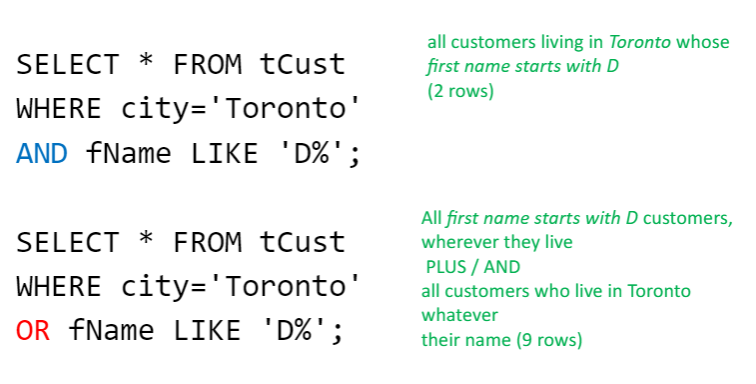 SELECT * FROM tCust
WHERE city='Toronto'
AND fName LIKE 'D%';
all customers living in Toronto whose
first name starts with D
(2 rows)
SELECT * FROM tCust
WHERE city='Toronto'
OR fName LIKE 'D%';
All first name starts with D customers,
wherever they live
PLUS / AND
all customers who live in Toronto
whatever
their name (9 rows)